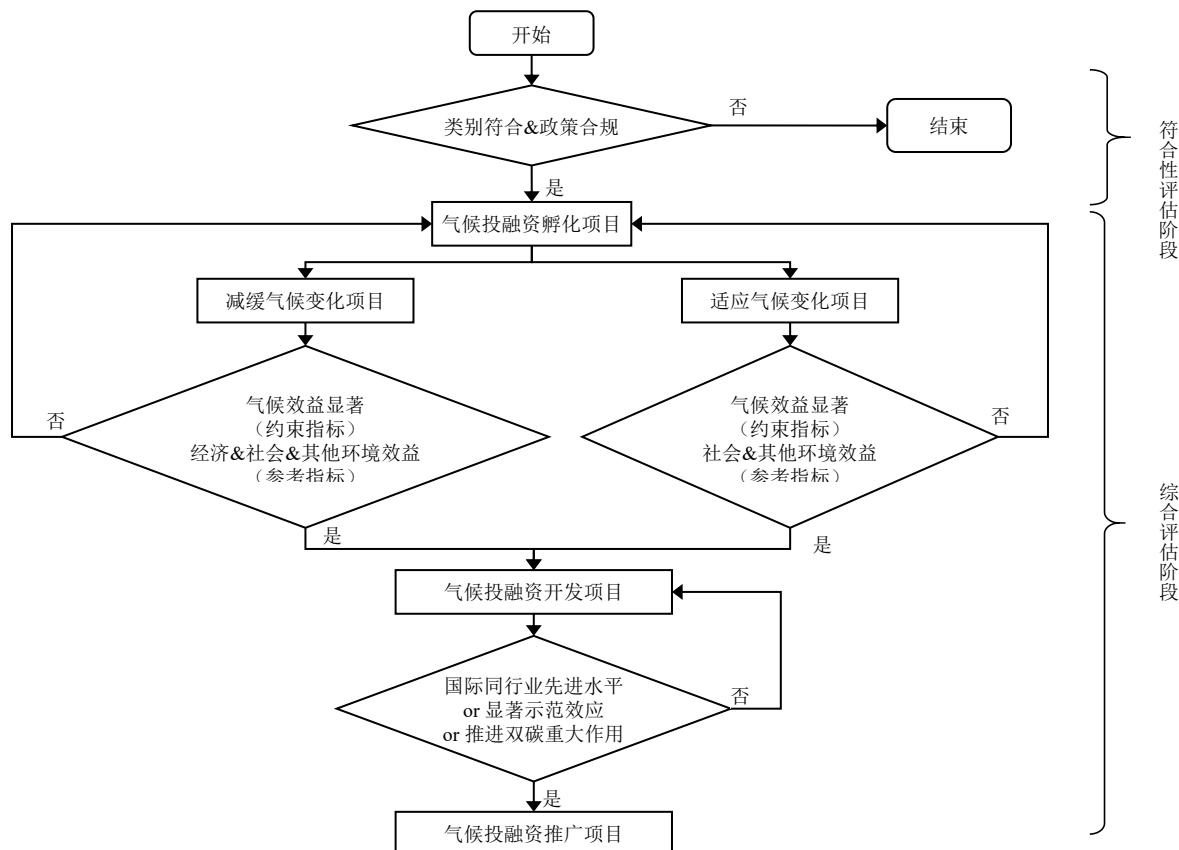 开始
类别符合&政策合规
否
结束
是
气候投融资孵化项目
减缓气候变化项目
适应气候变化项目
否
气候效益显著
(约束指标)
经济&社会&其他环境效益
(参考指标)
气候效益显著
(约束指标)
社会&其他环境效益
(参考指标)
否
是
是
气候投融资开发项目
国际同行业先进水平
or 显著示范效应
or 推进双碳重大作用
否
是
气候投融资推广项目
符合性评估阶段
综合评估阶段